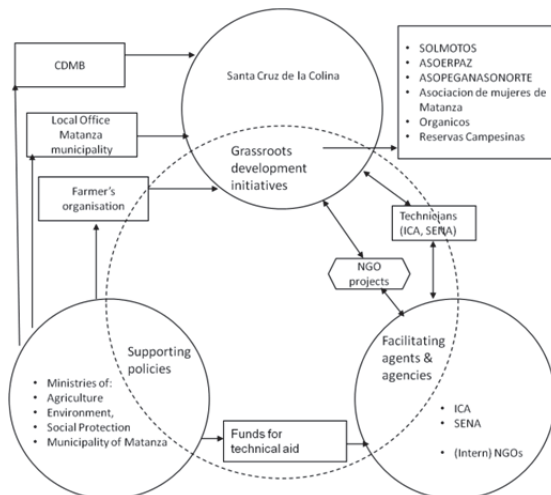 CDMB
Santa Cruz de la Colina
• SOLMOTOS
• ASOERPAZ
• ASOPEGANASONORTE
• Asociacion de mujeres de
Matanza
• Organicos
• Reservas Campesinas
Local Office
Matanza
municipality
Grassroots
development
initiatives
Farmer's
organisation
Technicians
(ICA, SENA)
NGO
projects
Supporting
policies
Facilitating
agents &
agencies
• Ministries of:
• Agriculture
• Environment,
• Social Protection
• Municipality of Matanza
Funds for
technical aid
• ICA
• SENA
• (Intern) NGOs